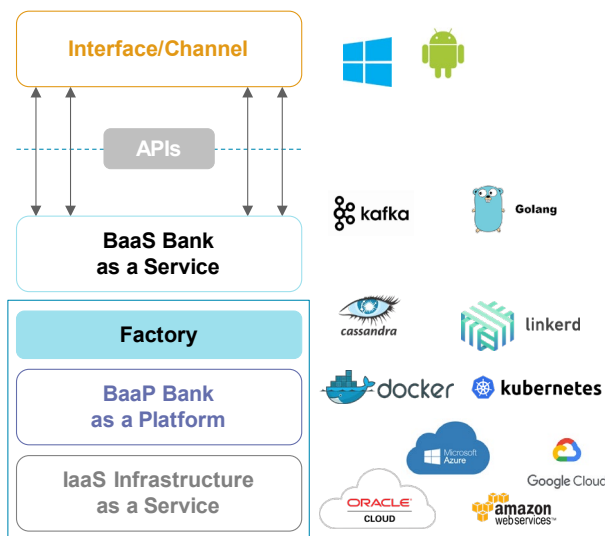 Interface/Channel
APIs
kafka
Golang
BaaS Bank
as a Service
cassandra
linkerd
Factory
BaaP Bank
as a Platform
docker
kubernetes
Microsoft
Azure
Google Cloud
IaaS Infrastructure
as a Service
ORACLE
CLOUD
amazon
webservices™